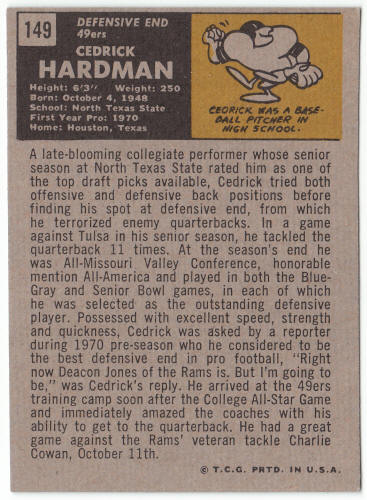 149
DEFENSIVE END
49ers
CEDRICK
HARDMAN
Height: 6'3" Weight: 250
Born: October 4, 1948
School: North Texas State
First Year Pro: 1970
Home: Houston, Texas
CEDRICK WAS A BASE-
BALL PITCHER IN
HIGH SCHOOL.
A late-blooming collegiate performer whose senior
season at North Texas State rated him as one of
the top draft picks available, Cedrick tried both
offensive and defensive back positions before
finding his spot at defensive end, from which
he terrorized enemy quarterbacks. In a game
against Tulsa in his senior season, he tackled the
quarterback 11 times. At the season's end he
was All-Missouri Valley Conference, honorable
mention All-America and played in both the Blue-
Gray and Senior Bowl games, in each of which
he was selected as the outstanding defensive
player. Possessed with excellent speed, strength
and quickness, Cedrick was asked by a reporter
during 1970 pre-season who he considered to be
the best defensive end in pro football, "Right
now Deacon Jones of the Rams is. But I'm going to
be," was Cedrick's reply. He arrived at the 49ers
training camp soon after the College All-Star Game
and immediately amazed the coaches with his
ability to get to the quarterback. He had a great
game against the Rams' veteran tackle Charlie
Cowan, October 11th.
© T.C.G. PRTD. IN U.S.A.